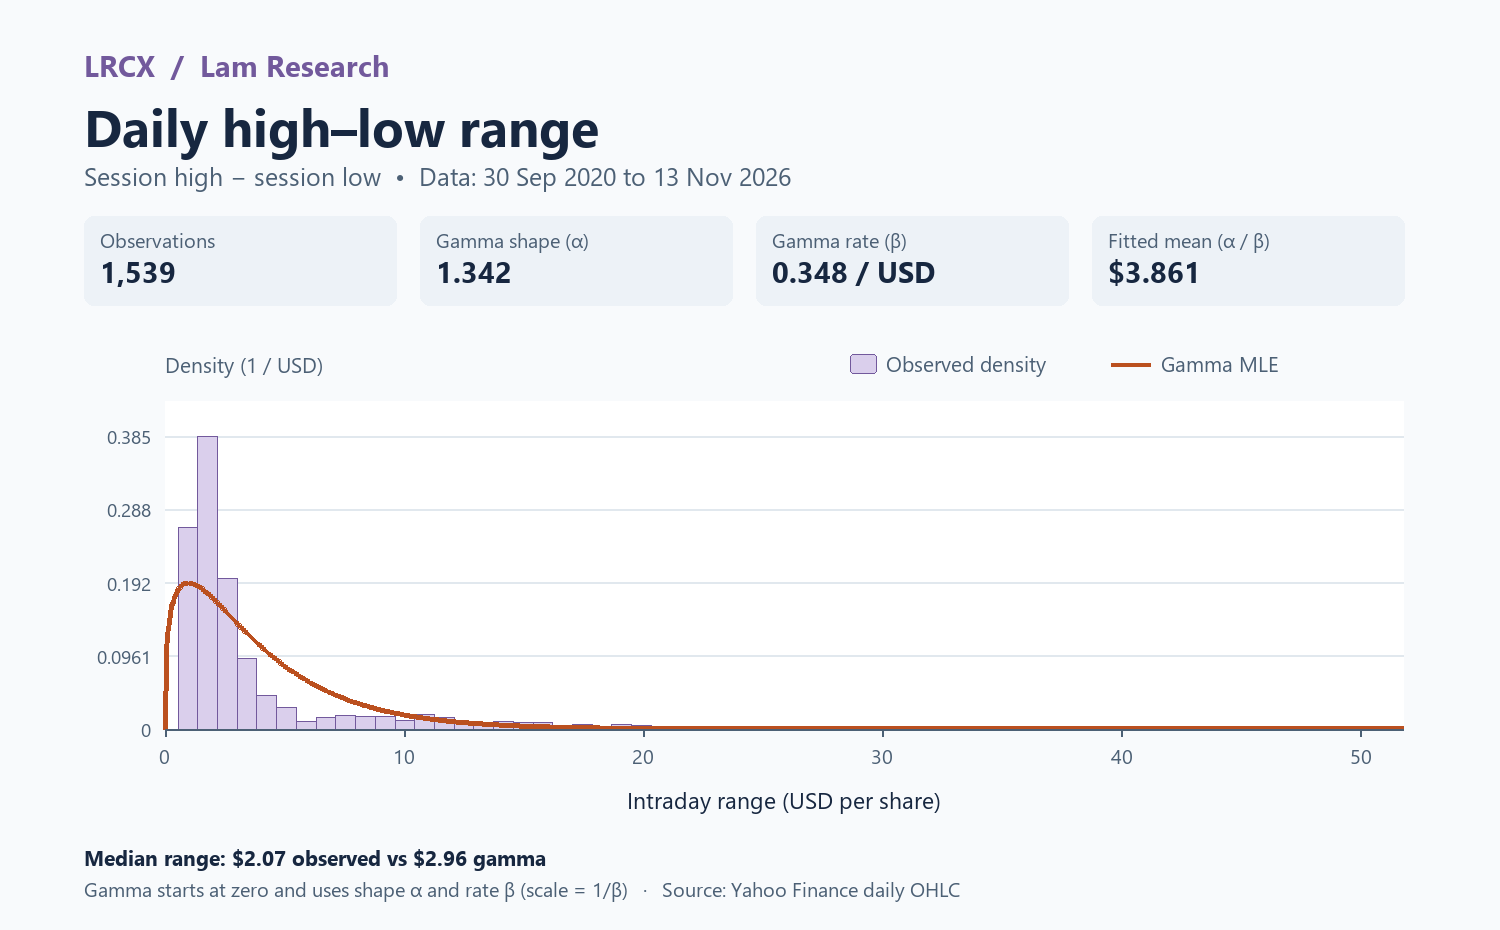 LRCX / Lam Research
Daily high–low range
Session high − session low • Data: 30 Sep 2020 to 13 Nov 2026
Observations
1,539
Gamma shape (α)
1.342
Gamma rate (β)
0.348 / USD
Fitted mean (α / β)
$3.861
Density (1 / USD)
Observed density
Gamma MLE
0.385
0.288
0.192
0.0961
0
0 10 20 30 40 50
Intraday range (USD per share)
Median range: $2.07 observed vs $2.96 gamma
Gamma starts at zero and uses shape α and rate β (scale = 1/β) · Source: Yahoo Finance daily OHLC